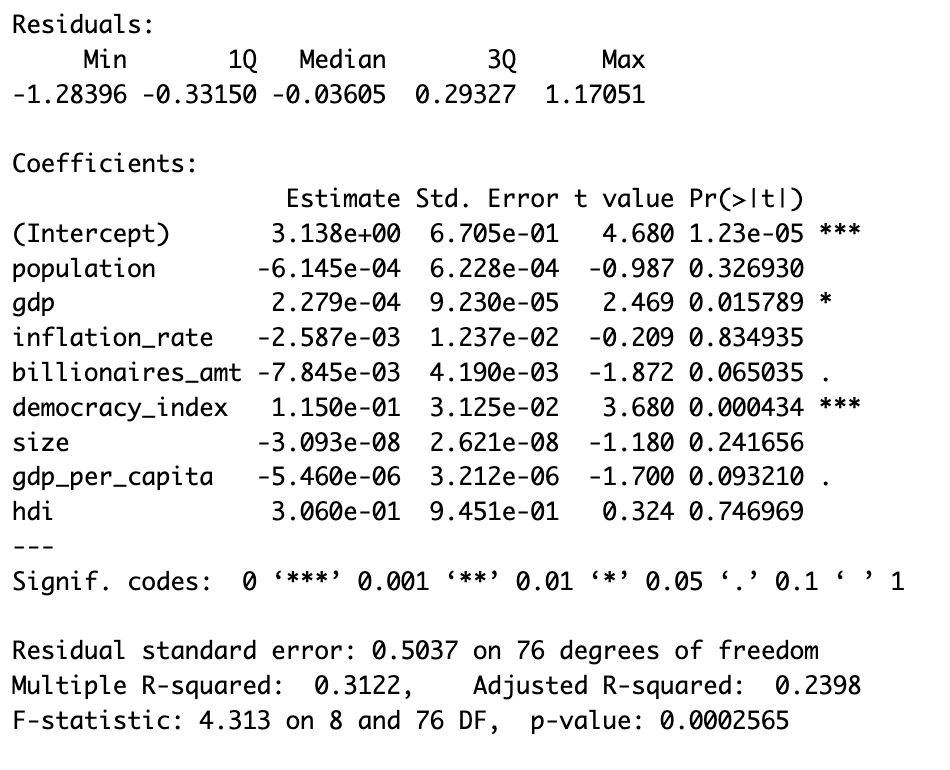 Residuals:
     Min       1Q   Median       3Q      Max
-1.28396 -0.33150 -0.03605  0.29327  1.17051

Coefficients:
                   Estimate Std. Error t value Pr(>|t|)
(Intercept)       3.138e+00  6.705e-01   4.680 1.23e-05 ***
population       -6.145e-04  6.228e-04  -0.987 0.326930
gdp               2.279e-04  9.230e-05   2.469 0.015789 *
inflation_rate   -2.587e-03  1.237e-02  -0.209 0.834935
billionaires_amt -7.845e-03  4.190e-03  -1.872 0.065035 .
democracy_index   1.150e-01  3.125e-02   3.680 0.000434 ***
size             -3.093e-08  2.621e-08  -1.180 0.241656
gdp_per_capita   -5.460e-06  3.212e-06  -1.700 0.093210 .
hdi               3.060e-01  9.451e-01   0.324 0.746969
---
Signif. codes:  0 ‘***’ 0.001 ‘**’ 0.01 ‘*’ 0.05 ‘.’ 0.1 ‘ ’ 1

Residual standard error: 0.5037 on 76 degrees of freedom
Multiple R-squared:  0.3122,    Adjusted R-squared:  0.2398
F-statistic: 4.313 on 8 and 76 DF,  p-value: 0.0002565